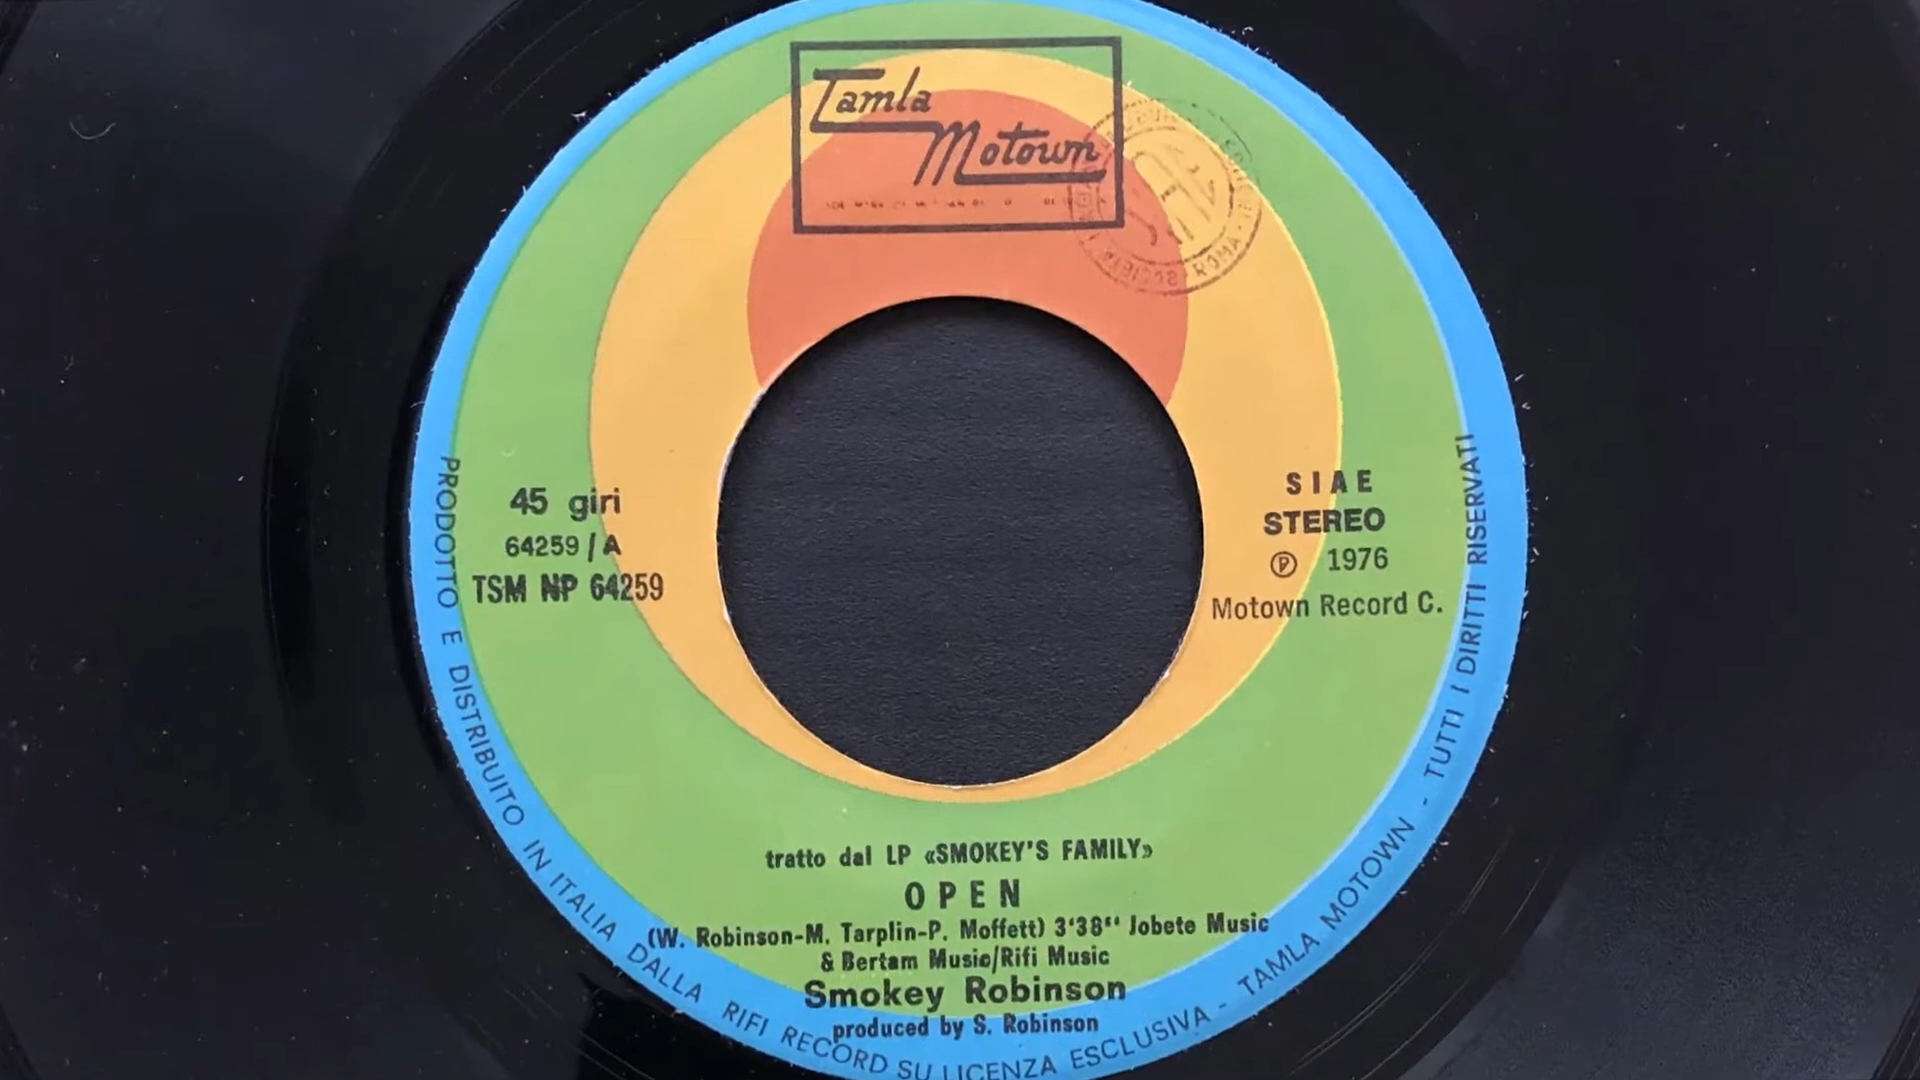 Tamla
Motown
SOCIETÀ
ROMA
45 giri
64259/A
TSM NP 64259
SIAE
STEREO
Ⓟ 1976
Motown Record C.
tratto dal LP «SMOKEY'S FAMILY»
OPEN
(W. Robinson-M. Tarplin-P. Moffett) 3'38'' Jobete Music
& Bertam Music/Rifi Music
Smokey Robinson
produced by S. Robinson
PRODOTTO E DISTRIBUITO IN ITALIA DALLA RIFI RECORD SU LICENZA ESCLUSIVA - TAMLA MOTOWN - TUTTI I DIRITTI RISERVATI